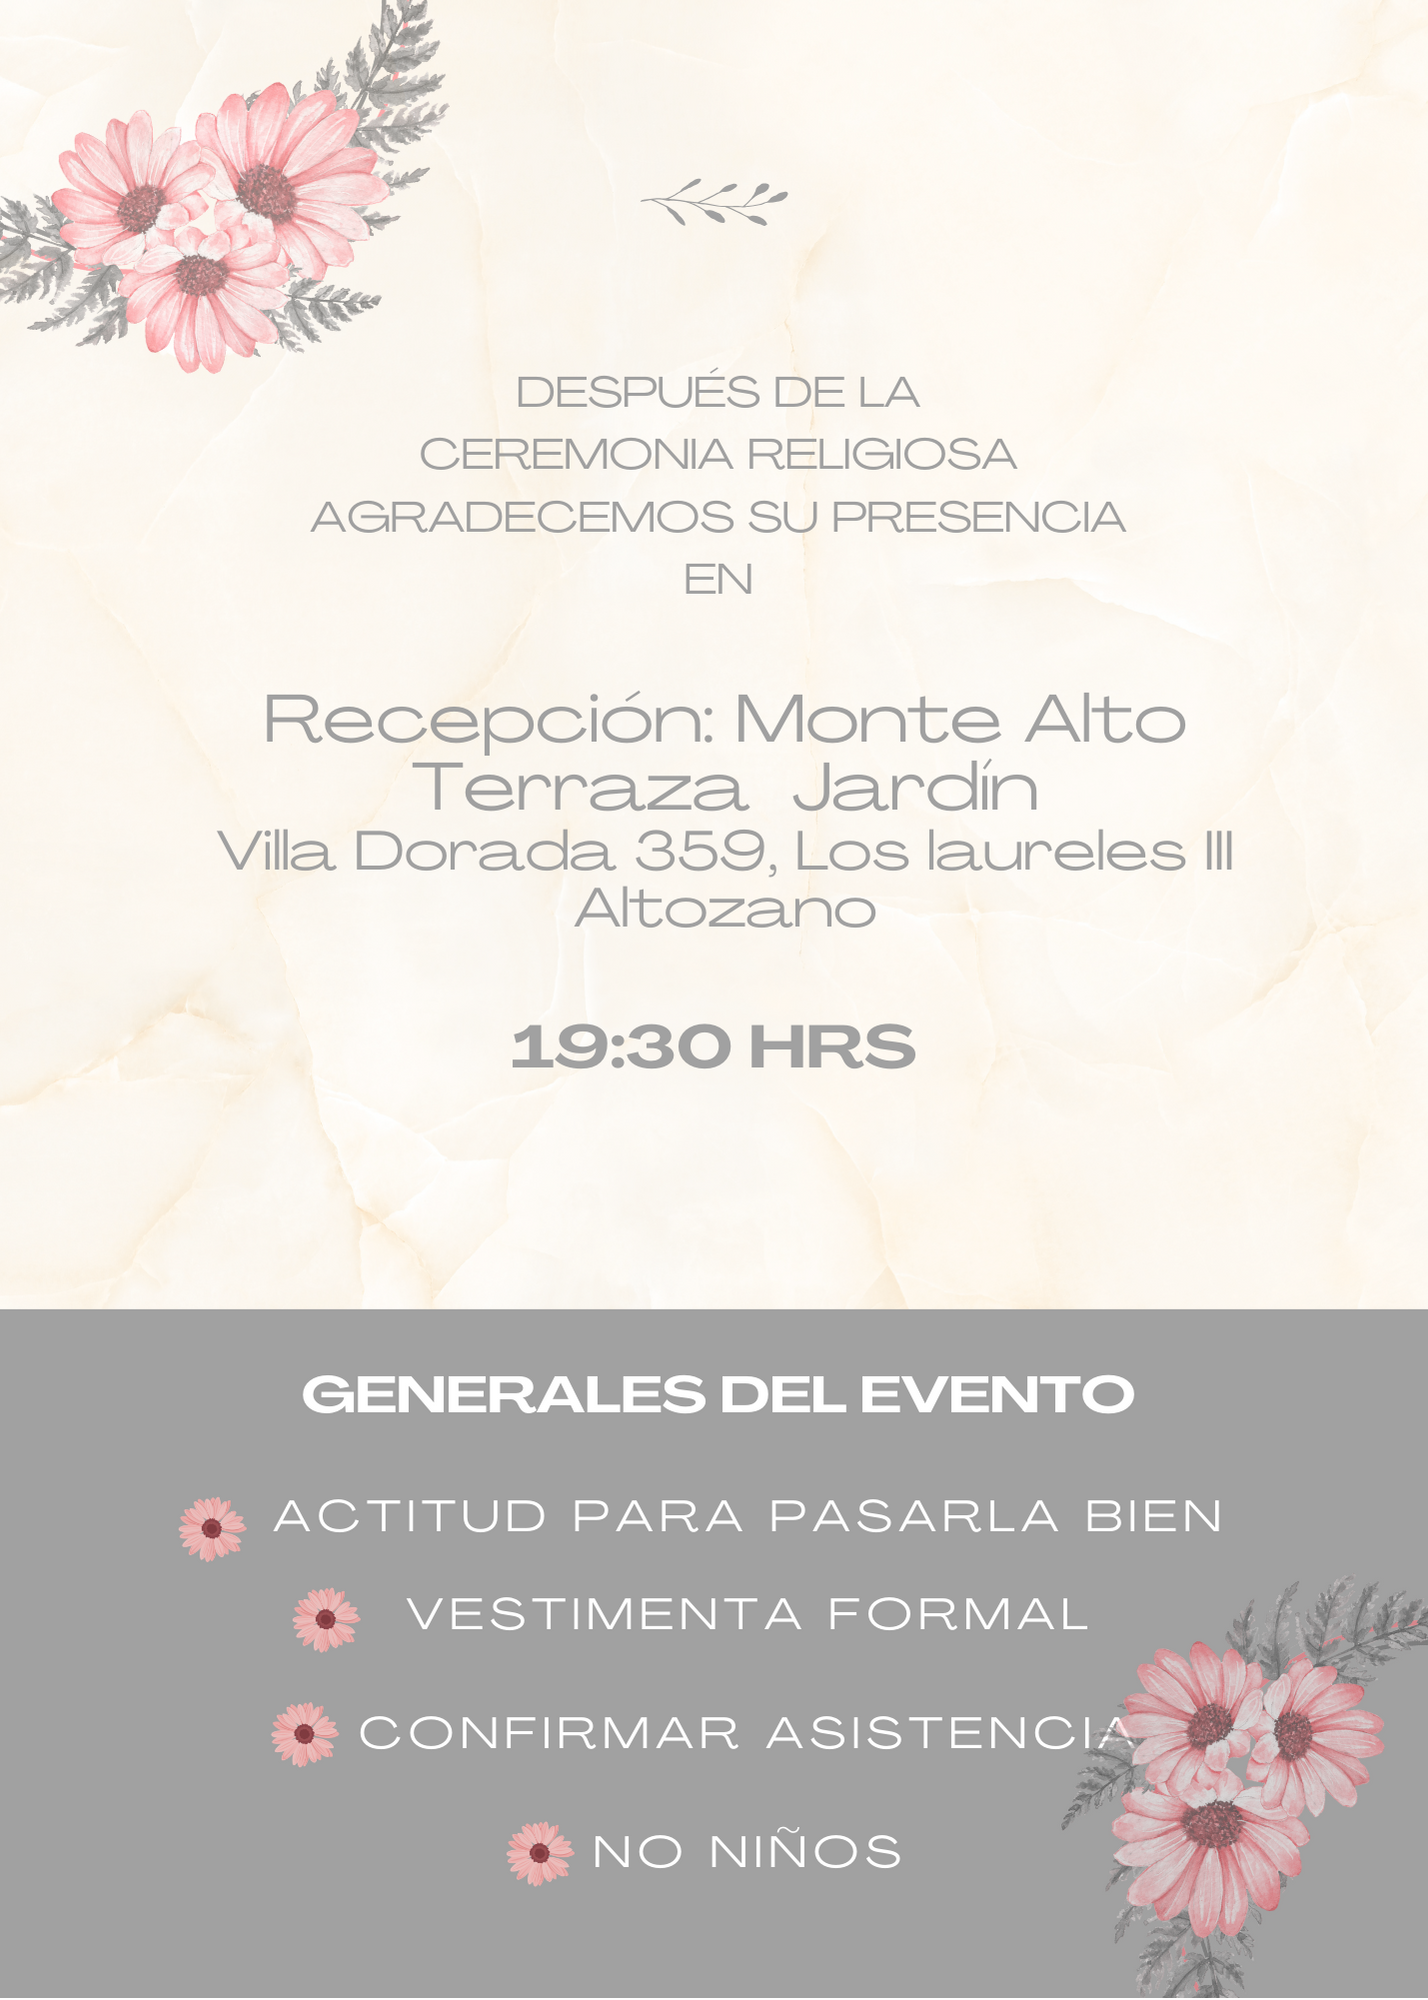 DESPUÉS DE LA
CEREMONIA RELIGIOSA
AGRADECEMOS SU PRESENCIA
EN
Recepción: Monte Alto
Terraza Jardín
Villa Dorada 359, Los laureles III
Altozano
19:30 HRS
GENERALES DEL EVENTO
ACTITUD PARA PASARLA BIEN
VESTIMENTA FORMAL
CONFIRMAR ASISTENCIA
NO NIÑOS